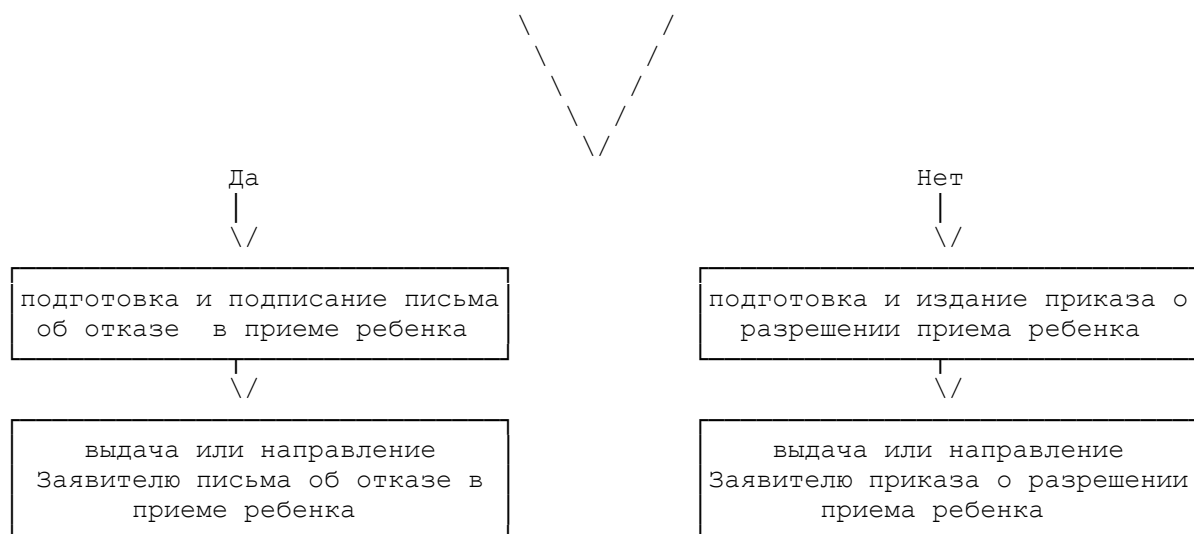 Да
Нет
подготовка и подписание письма
об отказе в приеме ребенка
подготовка и издание приказа о
разрешении приема ребенка
выдача или направление
Заявителю письма об отказе в
приеме ребенка
выдача или направление
Заявителю приказа о разрешении
приема ребенка